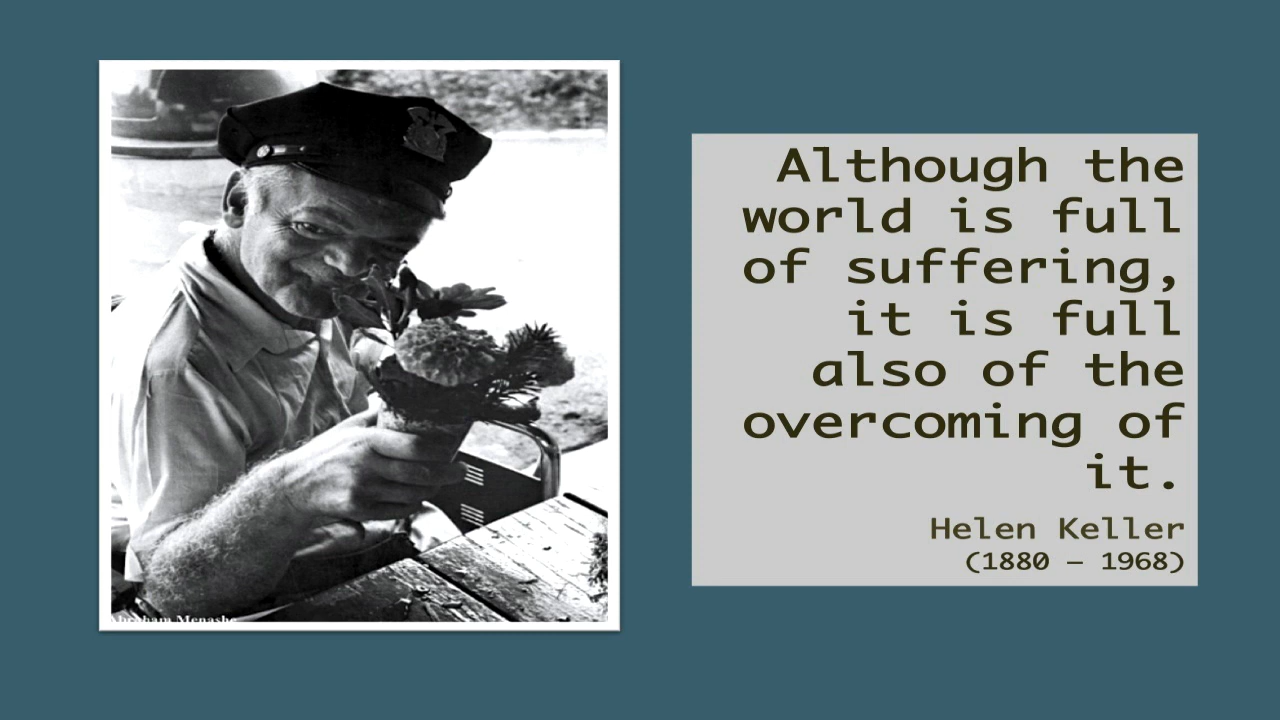 Although the
world is full
of suffering,
it is full
also of the
overcoming of
it.
Helen Keller
(1880 – 1968)
Abraham Menashe